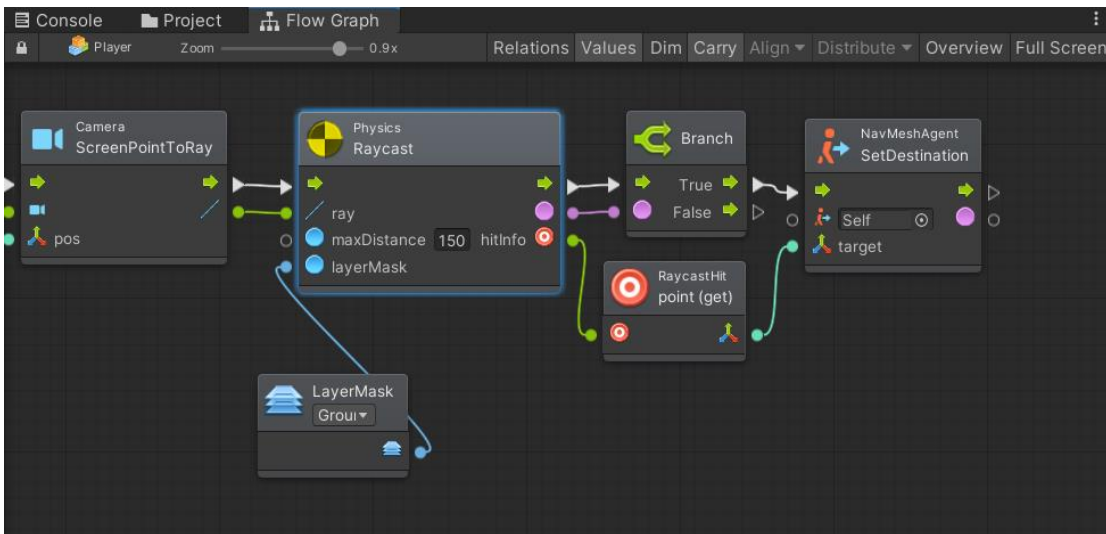 Console Project Flow Graph
Player Zoom 0.9x Relations Values Dim Carry Align Distribute Overview Full Screen
Camera
ScreenPointToRay
pos
Physics
Raycast
ray
maxDistance 150 hitInfo
layerMask
Branch
True
False
NavMeshAgent
SetDestination
Self
target
RaycastHit
point (get)
LayerMask